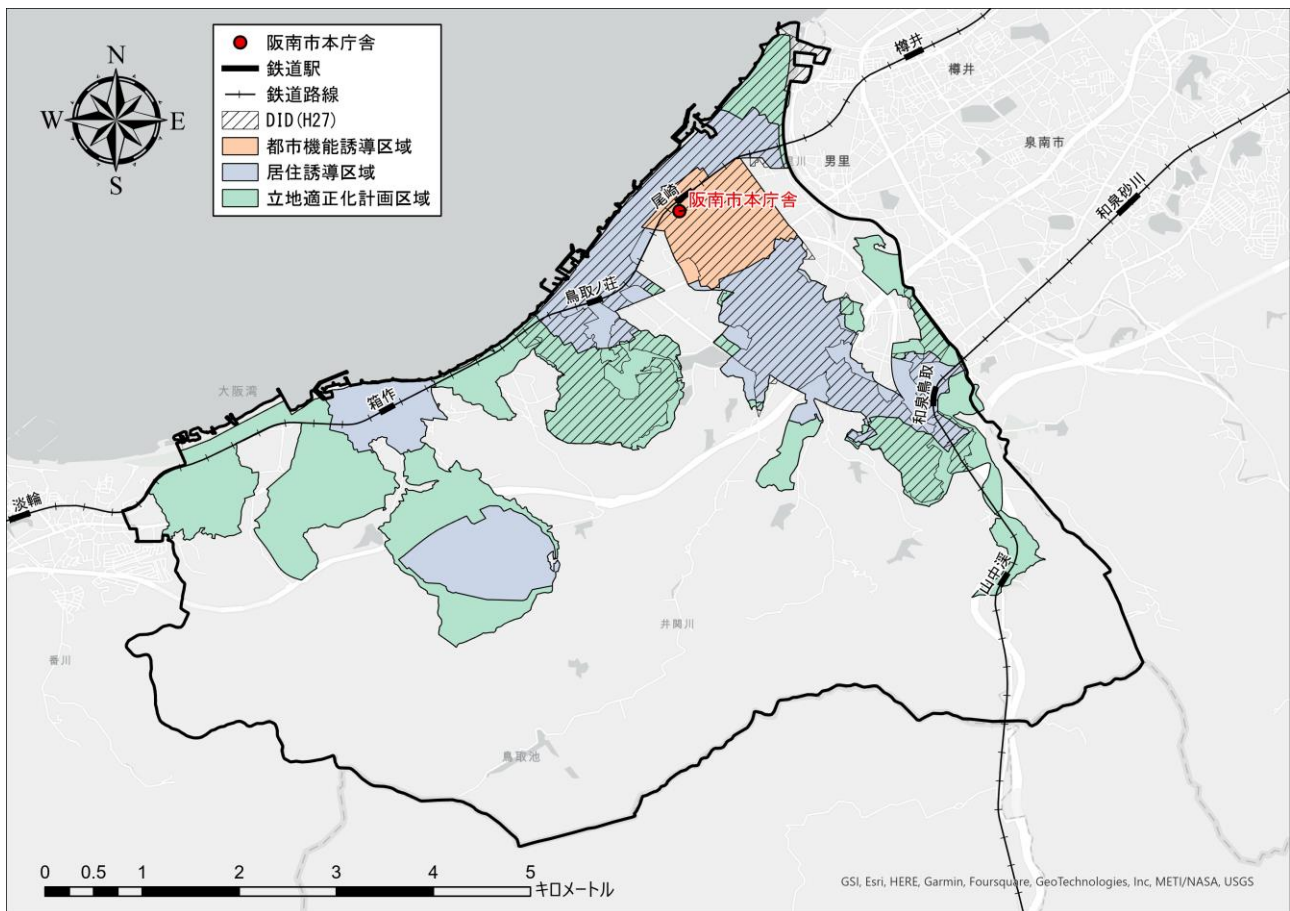 N
W
E
S
阪南市本庁舎
鉄道駅
鉄道路線
DID(H27)
都市機能誘導区域
居住誘導区域
立地適正化計画区域
樽井
樽井
泉南市
男里
和泉砂川
尾崎
阪南市本庁舎
鳥取ノ荘
大阪湾
箱作
和泉鳥取
淡輪
山中渓
井関川
番川
鳥取池
0 0.5 1 2 3 4 5
キロメートル
GSI, Esri, HERE, Garmin, Foursquare, GeoTechnologies, Inc, METI/NASA, USGS